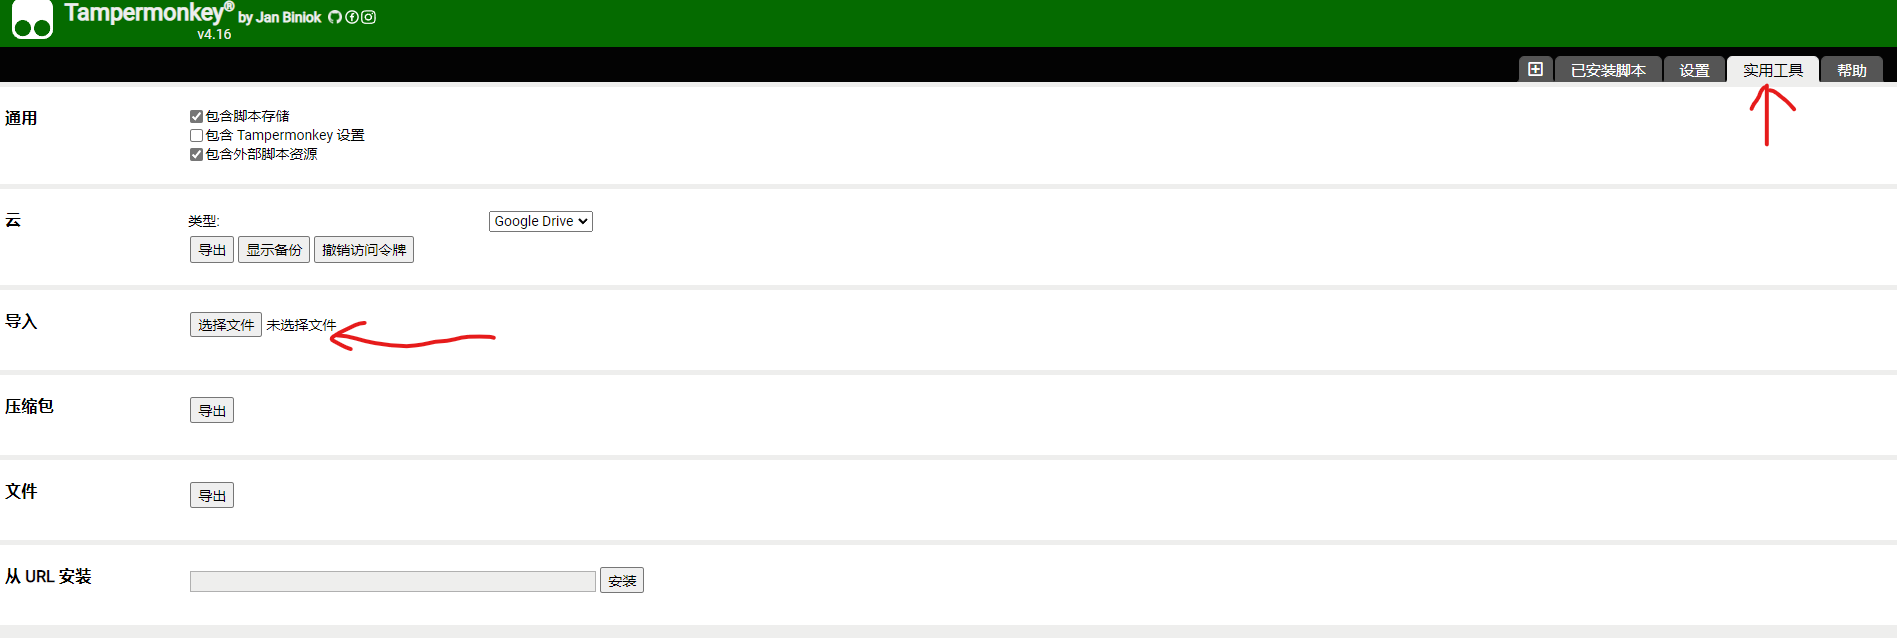 Tampermonkey® by Jan Biniok
v4.16
已安装脚本 设置 实用工具 帮助
通用
包含脚本存储
包含 Tampermonkey 设置
包含外部脚本资源
云
类型:
Google Drive
导出 显示备份 撤销访问令牌
导入
选择文件 未选择文件
压缩包
导出
文件
导出
从 URL 安装
安装